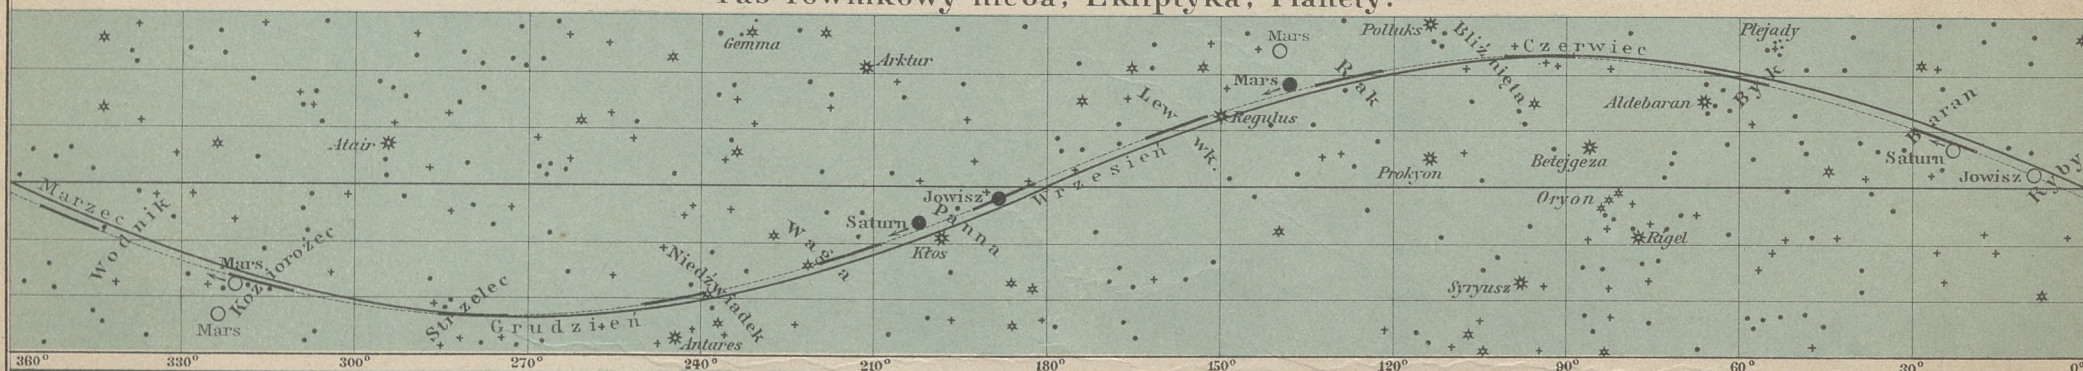 Pas równikowy nieba, Ekliptyka, Planety.
Gemma
Arktur
Mars
Polluks
Bliźnięta
Czerwiec
Plejady
Mars
Rak
Lew
Regulus
Aldebaran
Byk
Baran
Atair
wk.
Prokyon
Betejgeza
Saturn
Jowisz
Ryby
Marzec
Wodnik
Wrzesień
Jowisz
Oryon
Saturn
Panna
Kłos
Rigel
Waga
Niedźwiadek
Mars
Koziorożec
Strzelec
Syryusz
Mars
Grudzień
Antares
360° 330° 300° 270° 240° 210° 180° 150° 120° 90° 60° 30° 0°